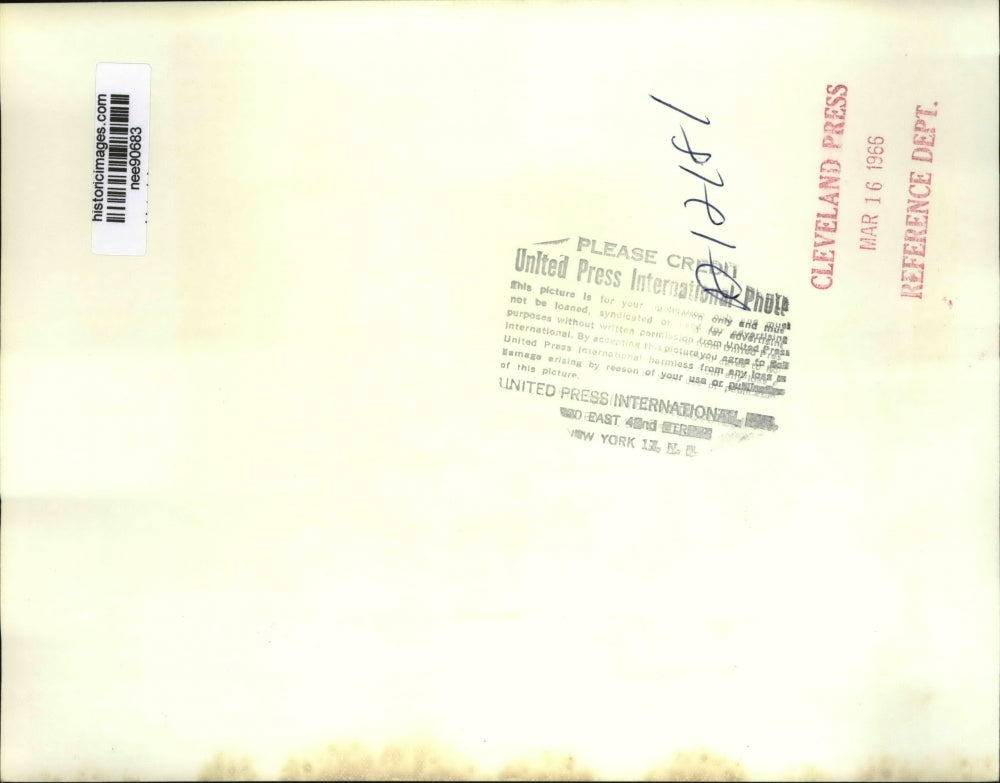 historicimages.com
nee90683
CLEVELAND PRESS
MAR 16 1966
REFERENCE DEPT.
PLEASE CREDIT
United Press International Photo
This picture is for your only and must
not be loaned, syndicated or used for advertising
purposes without written permission from United Press
International. By accepting this picture you agree to hold
United Press International harmless from any loss or
damage arising by reason of your use or publication
of this picture.
UNITED PRESS INTERNATIONAL
EAST 42nd STREET
NEW YORK 17, N. Y.